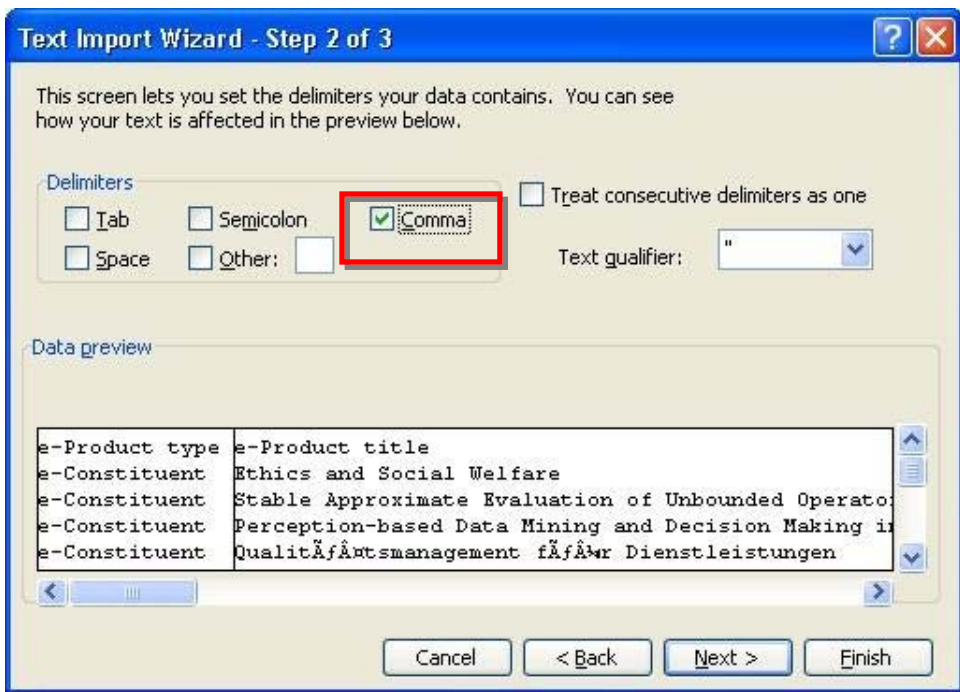 Text Import Wizard - Step 2 of 3
This screen lets you set the delimiters your data contains. You can see
how your text is affected in the preview below.
Delimiters
Tab Semicolon Comma
Space Other:
Treat consecutive delimiters as one
Text qualifier: "
Data preview
e-Product type e-Product title
e-Constituent Ethics and Social Welfare
e-Constituent Stable Approximate Evaluation of Unbounded Operato
e-Constituent Perception-based Data Mining and Decision Making i
e-Constituent QualitÃƒÂ¤tsmanagement fÃƒÂ¼r Dienstleistungen
Cancel < Back Next > Finish